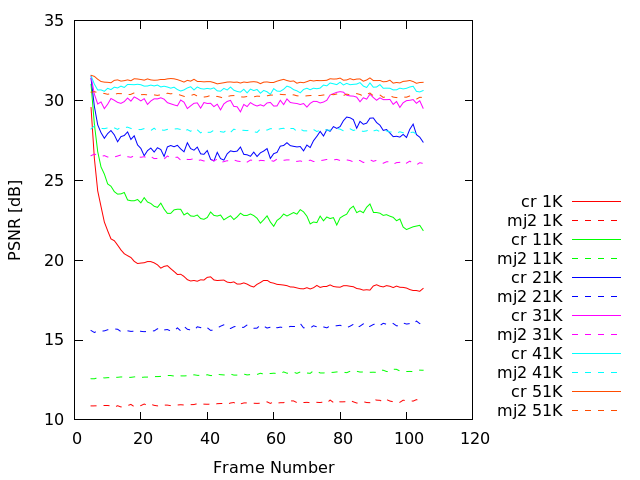 35
30
25
20
15
10
PSNR [dB]
0
20
40
60
80
100
120
Frame Number
cr 1K
mj2 1K
cr 11K
mj2 11K
cr 21K
mj2 21K
cr 31K
mj2 31K
cr 41K
mj2 41K
cr 51K
mj2 51K